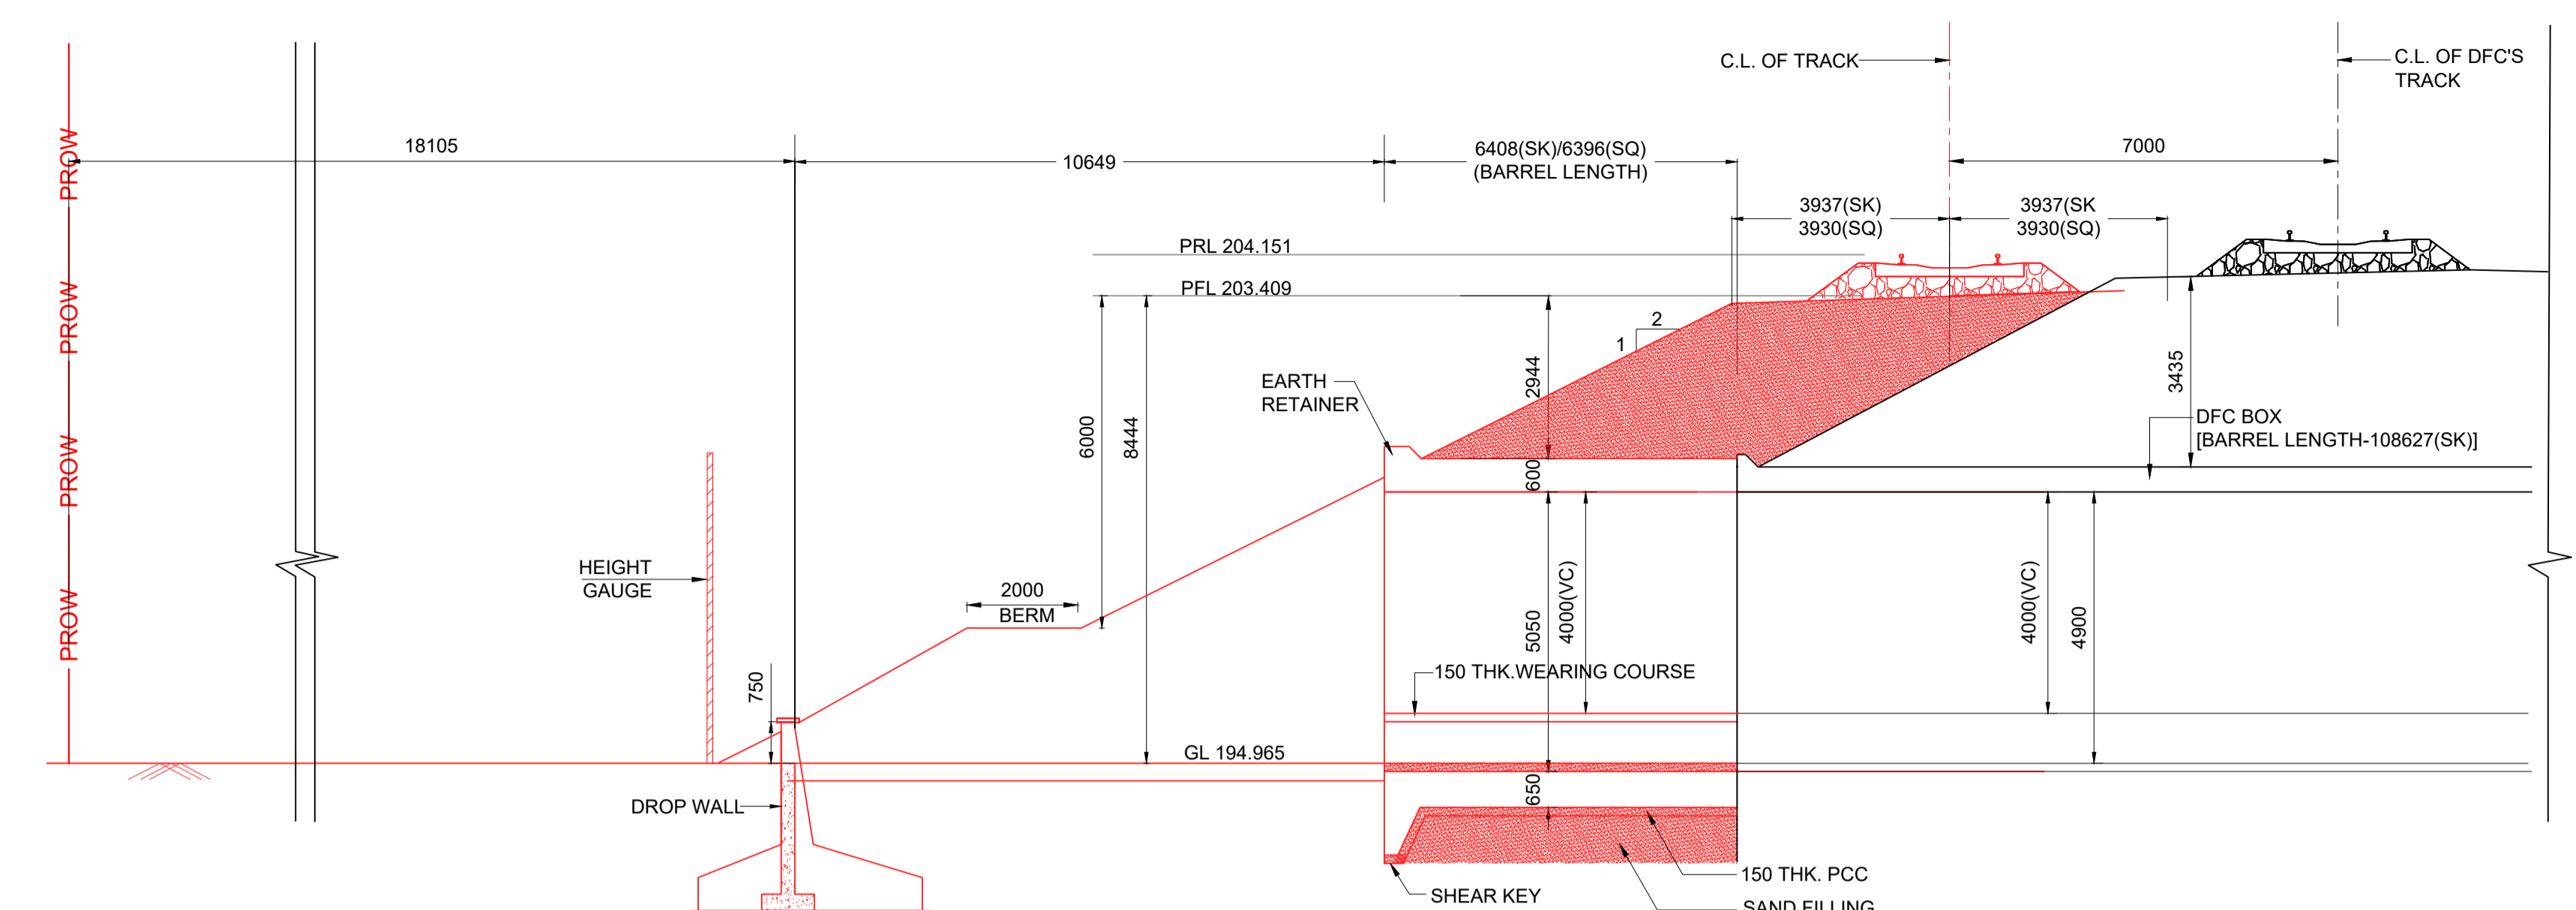 C.L. OF TRACK
C.L. OF DFC'S
TRACK
18105
10649
6408(SK)/6396(SQ)
(BARREL LENGTH)
7000
3937(SK)
3930(SQ)
3937(SK
3930(SQ)
PROW
PROW
PROW
PROW
PRL 204.151
PFL 203.409
2
1
2944
3435
EARTH
RETAINER
6000
8444
DFC BOX
[BARREL LENGTH-108627(SK)]
600
HEIGHT
GAUGE
2000
BERM
5050
4000(VC)
4000(VC)
4900
750
150 THK.WEARING COURSE
GL 194.965
650
DROP WALL
150 THK. PCC
SHEAR KEY
SAND FILLING